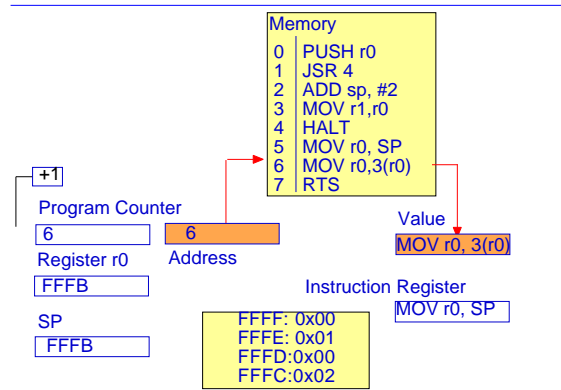 Memory
0 PUSH r0
1 JSR 4
2 ADD sp, #2
3 MOV r1,r0
4 HALT
5 MOV r0, SP
6 MOV r0,3(r0)
7 RTS
+1
Program Counter
6
6
Address
Value
MOV r0, 3(r0)
Register r0
FFFB
Instruction Register
MOV r0, SP
SP
FFFB
FFFF: 0x00
FFFE: 0x01
FFFD:0x00
FFFC:0x02